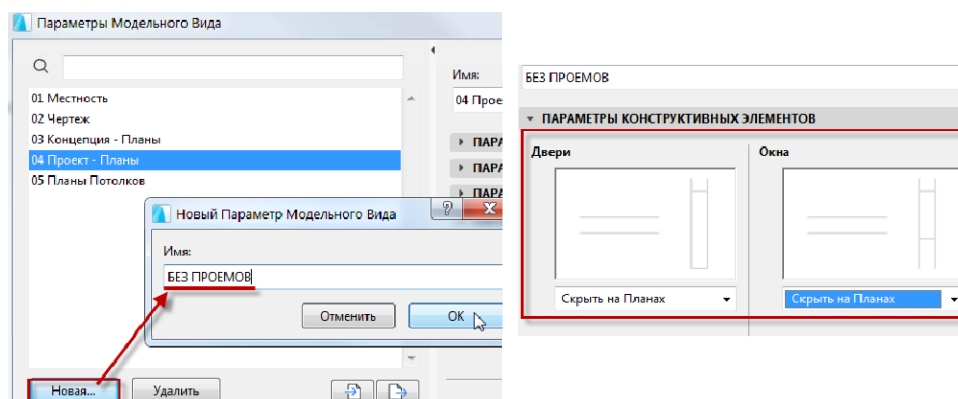 Параметры Модельного Вида
Имя:
01 Местность
02 Чертеж
03 Концепция - Планы
04 Проект - Планы
05 Планы Потолков
04 Прое
ПАРА
ПАРА
ПАРА
Новый Параметр Модельного Вида
Имя:
БЕЗ ПРОЕМОВ
Отменить
OK
Новая...
Удалить
БЕЗ ПРОЕМОВ
ПАРАМЕТРЫ КОНСТРУКТИВНЫХ ЭЛЕМЕНТОВ
Двери
Окна
Скрыть на Планах
Скрыть на Планах